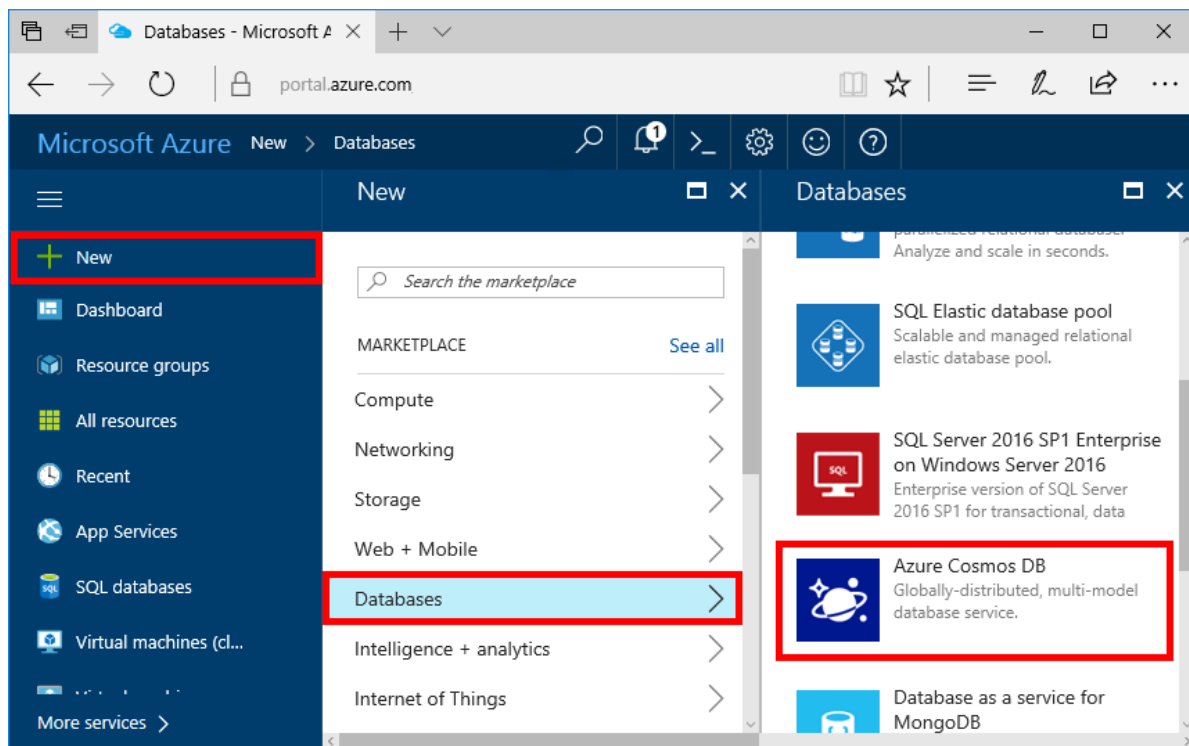 Databases - Microsoft A
portal.azure.com
Microsoft Azure New > Databases
1
New
Databases
New
Dashboard
Resource groups
All resources
Recent
App Services
SQL
SQL databases
Virtual machines (cl...
More services >
Search the marketplace
MARKETPLACE
See all
Compute
Networking
Storage
Web + Mobile
Databases
Intelligence + analytics
Internet of Things
Analyze and scale in seconds.
SQL Elastic database pool
Scalable and managed relational
elastic database pool.
SQL
SQL Server 2016 SP1 Enterprise
on Windows Server 2016
Enterprise version of SQL Server
2016 SP1 for transactional, data
Azure Cosmos DB
Globally-distributed, multi-model
database service.
Database as a service for
MongoDB